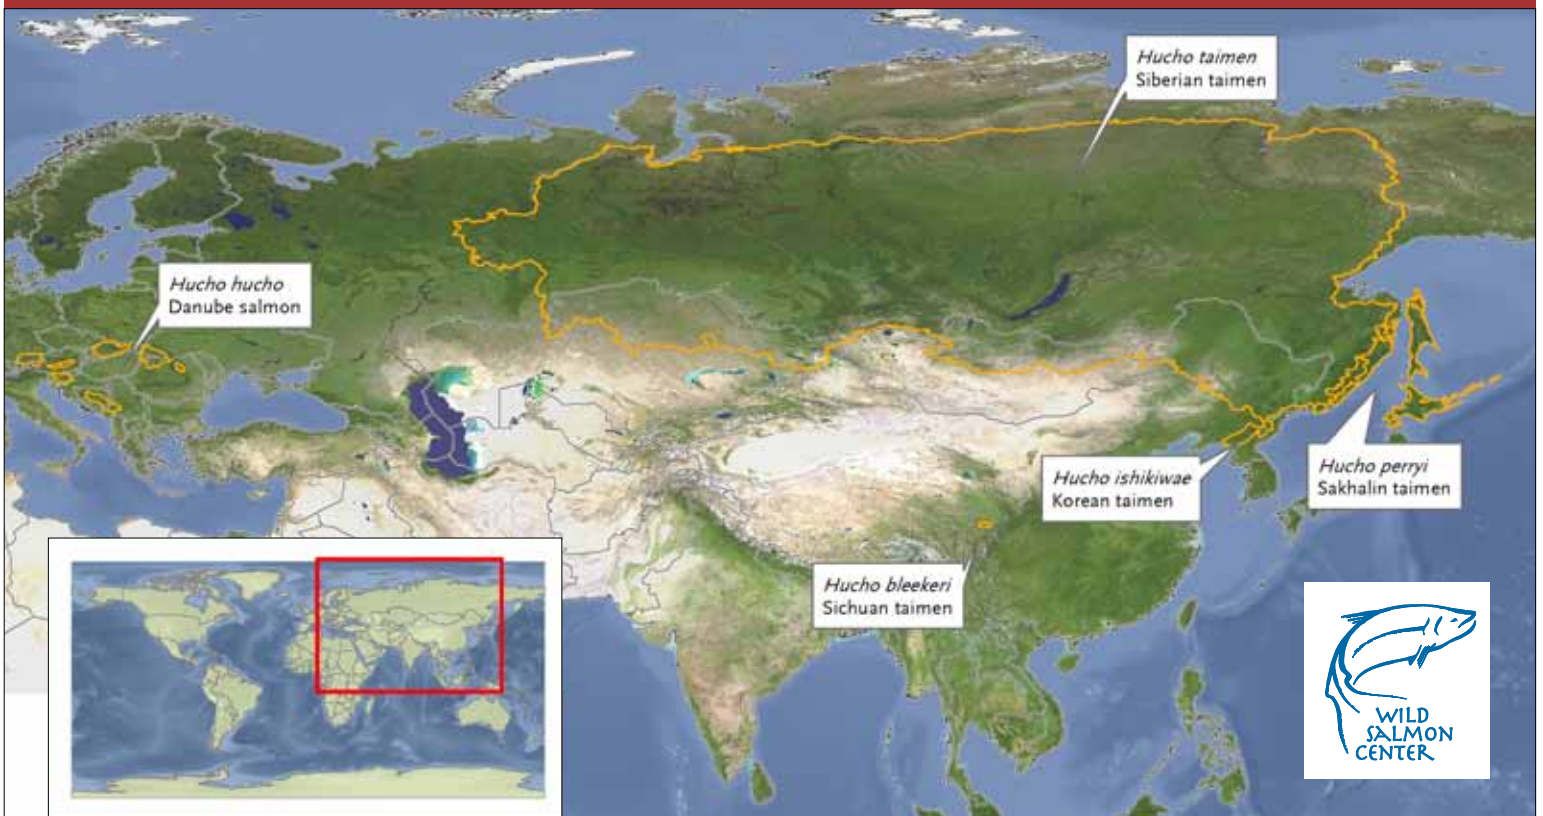 Hucho taimen
Siberian taimen
Hucho hucho
Danube salmon
Hucho ishikiwae
Korean taimen
Hucho perryi
Sakhalin taimen
Hucho bleekeri
Sichuan taimen
WILD
SALMON
CENTER